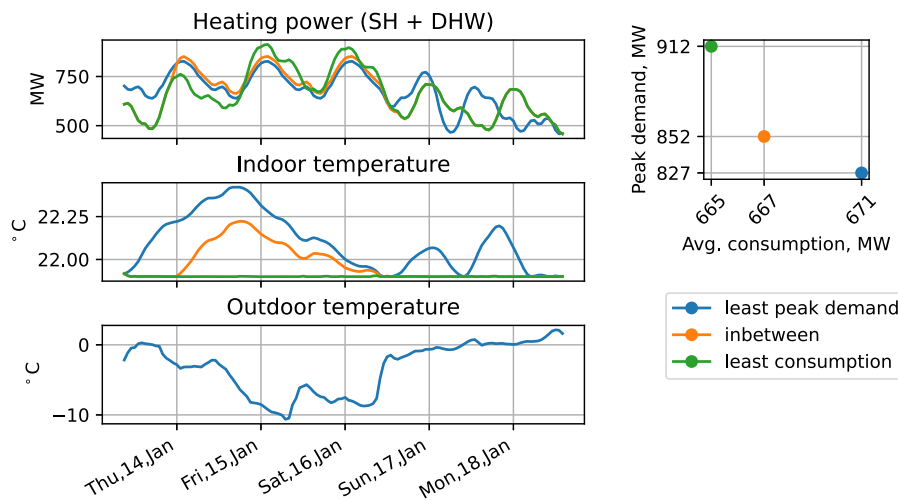 Heating power (SH + DHW)
MW
750
500
Indoor temperature
°C
22.25
22.00
Outdoor temperature
°C
0
−10
Thu,14,Jan
Fri,15,Jan
Sat,16,Jan
Sun,17,Jan
Mon,18,Jan
Peak demand, MW
912
852
827
665
667
671
Avg. consumption, MW
least peak demand
inbetween
least consumption